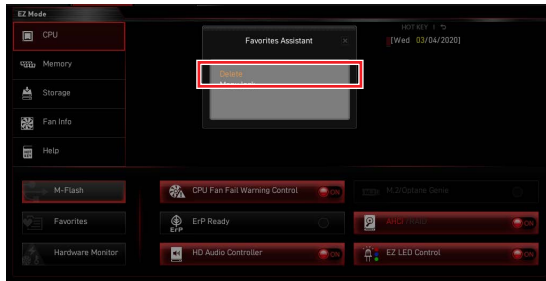 EZ Mode
CPU
HOT KEY
Favorites Assistant
[Wed 03/04/2020]
Memory
Delete
Storage
Fan Info
Help
M-Flash
CPU Fan Fail Warning Control
ON
M.2/Optane Genie
Favorites
ErP
ErP Ready
AHCI / RAID
ON
Hardware Monitor
HD Audio Controller
ON
EZ LED Control
ON